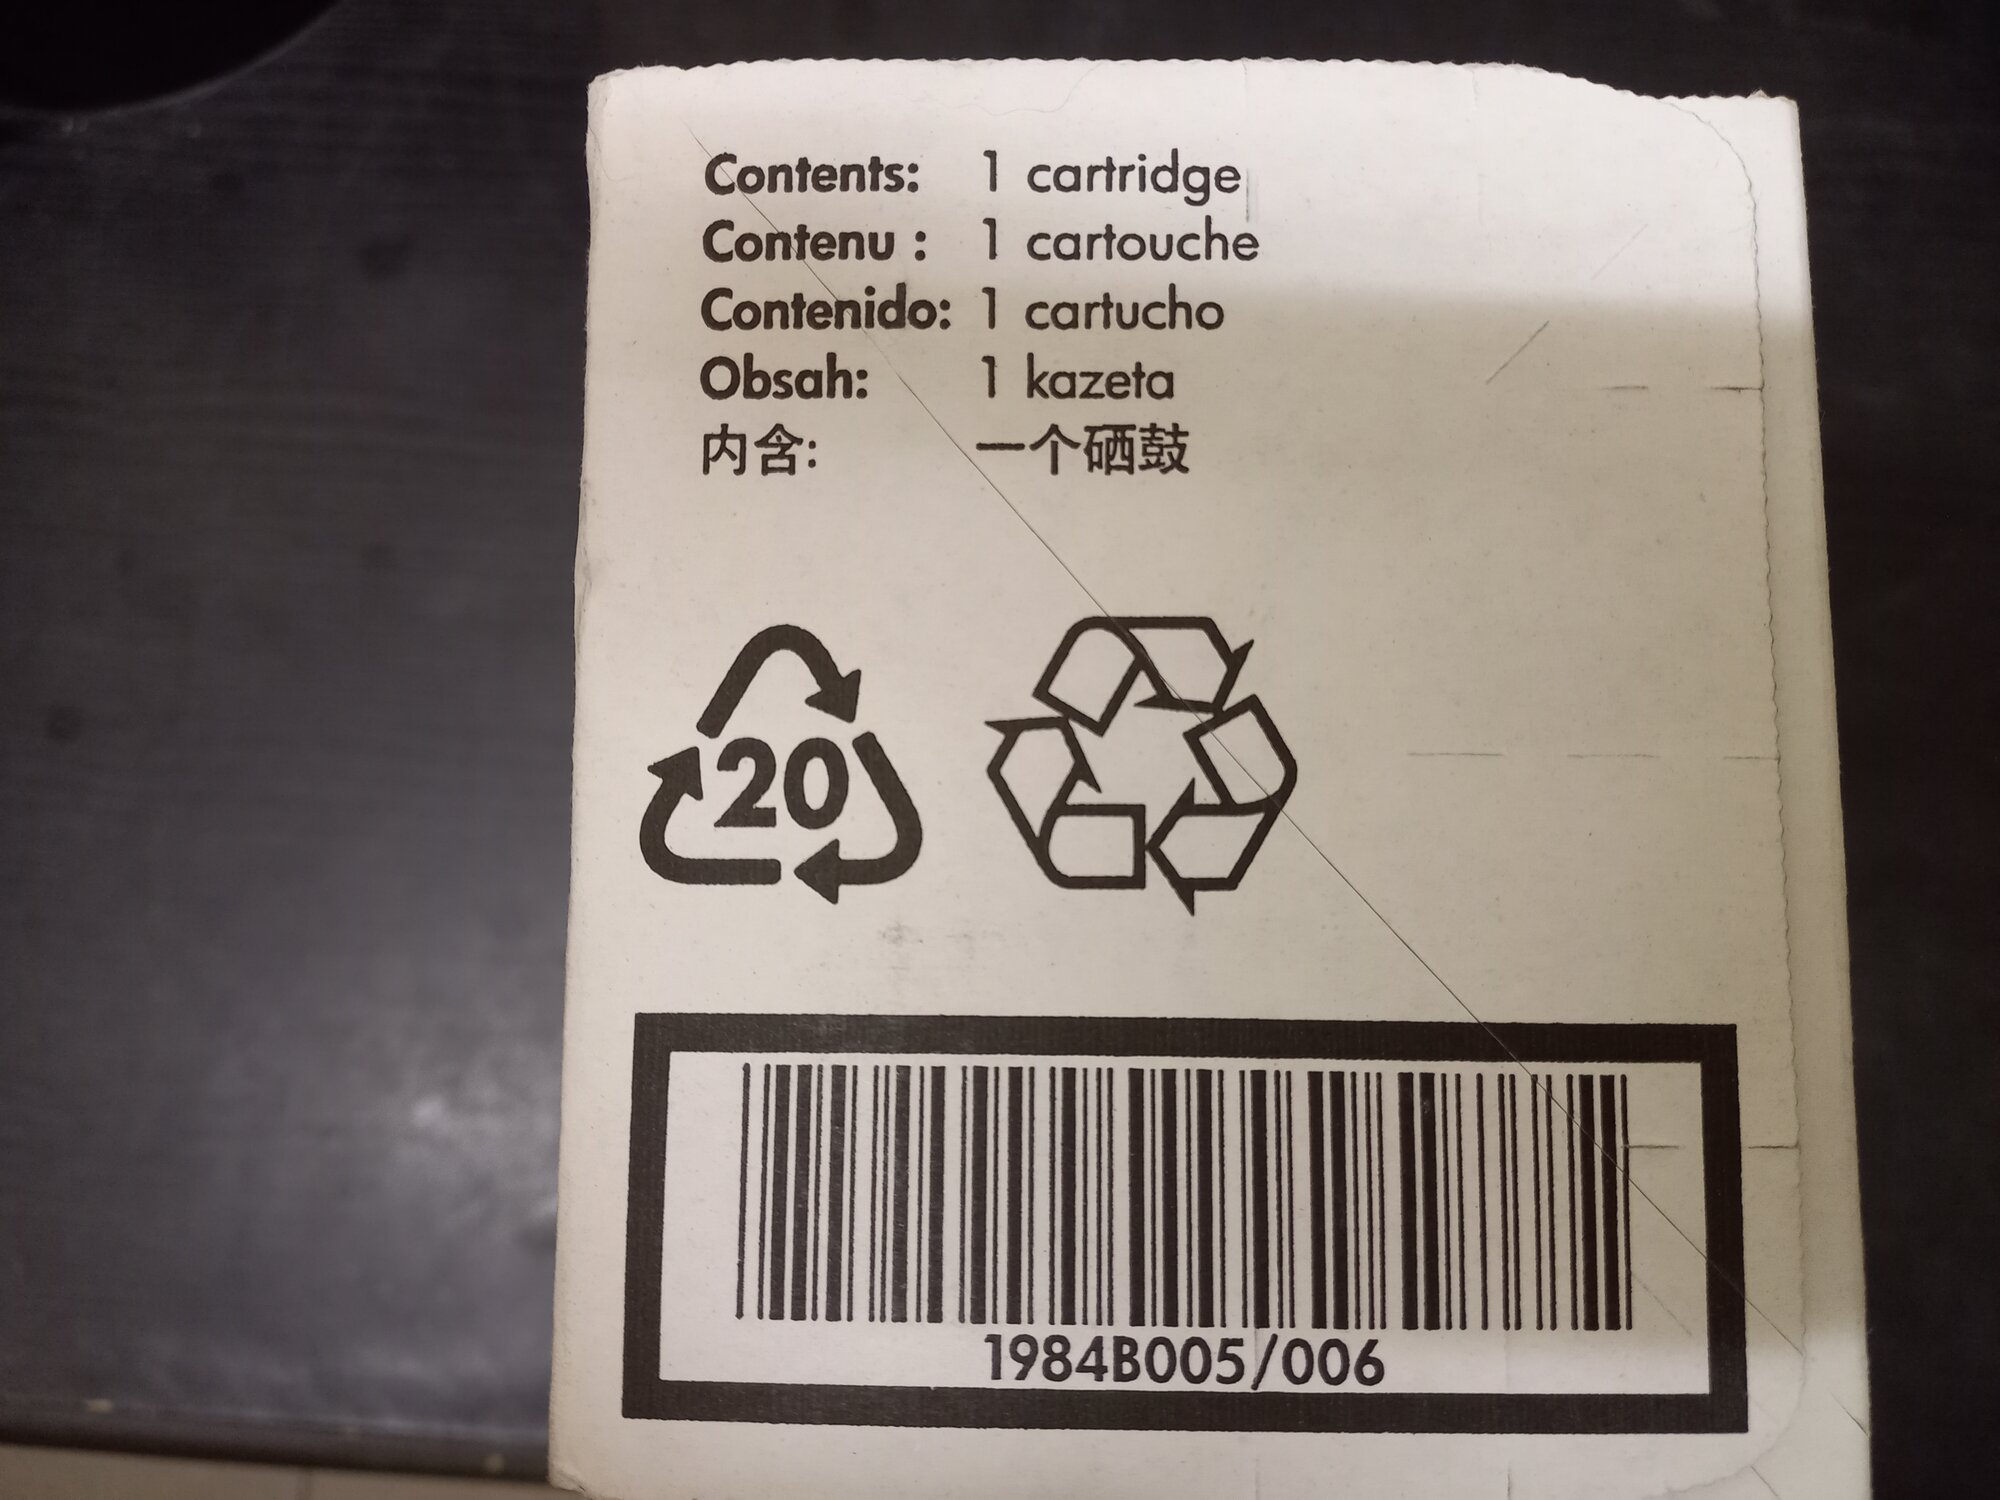 Contents: 1 cartridge
Contenu : 1 cartouche
Contenido: 1 cartucho
Obsah: 1 kazeta
内含: 一个硒鼓
20
1984B005/006